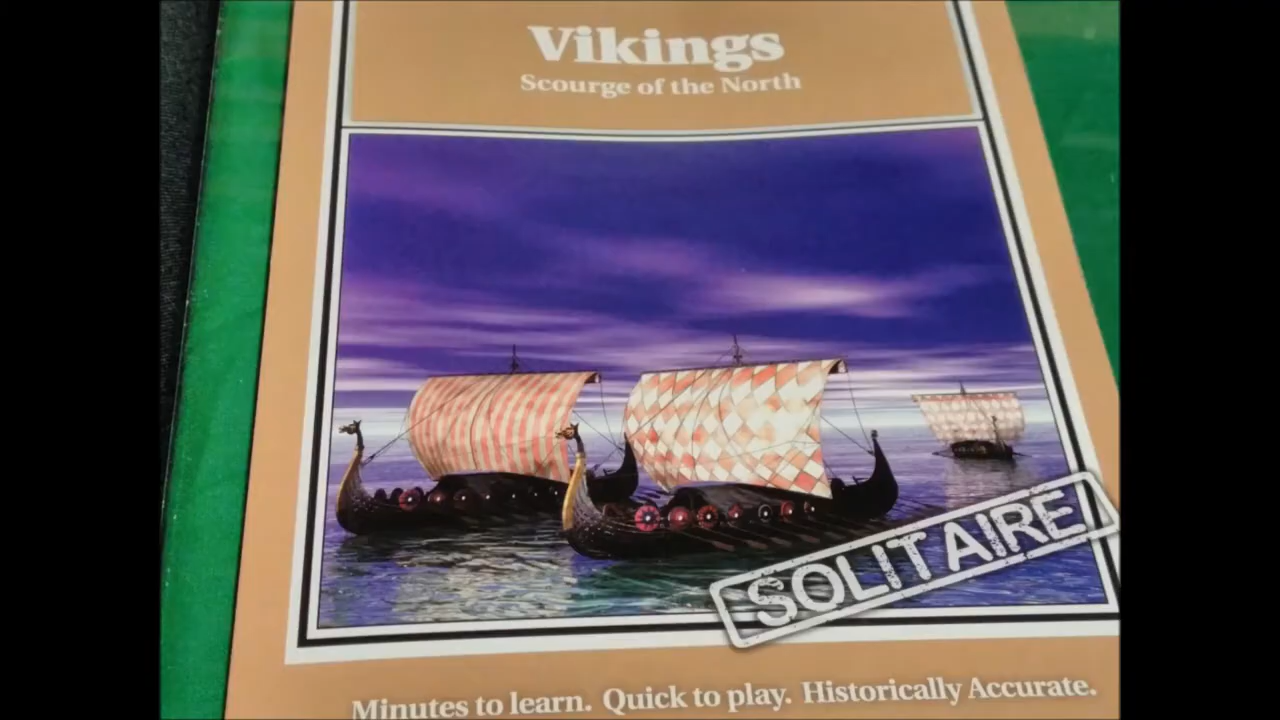 Vikings
Scourge of the North
SOLITAIRE
Minutes to learn. Quick to play. Historically Accurate.